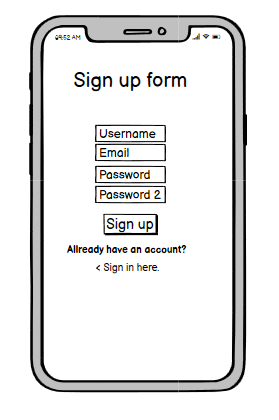 09:52 AM
Sign up form
Username
Email
Password
Password 2
Sign up
Allready have an account?
< Sign in here.